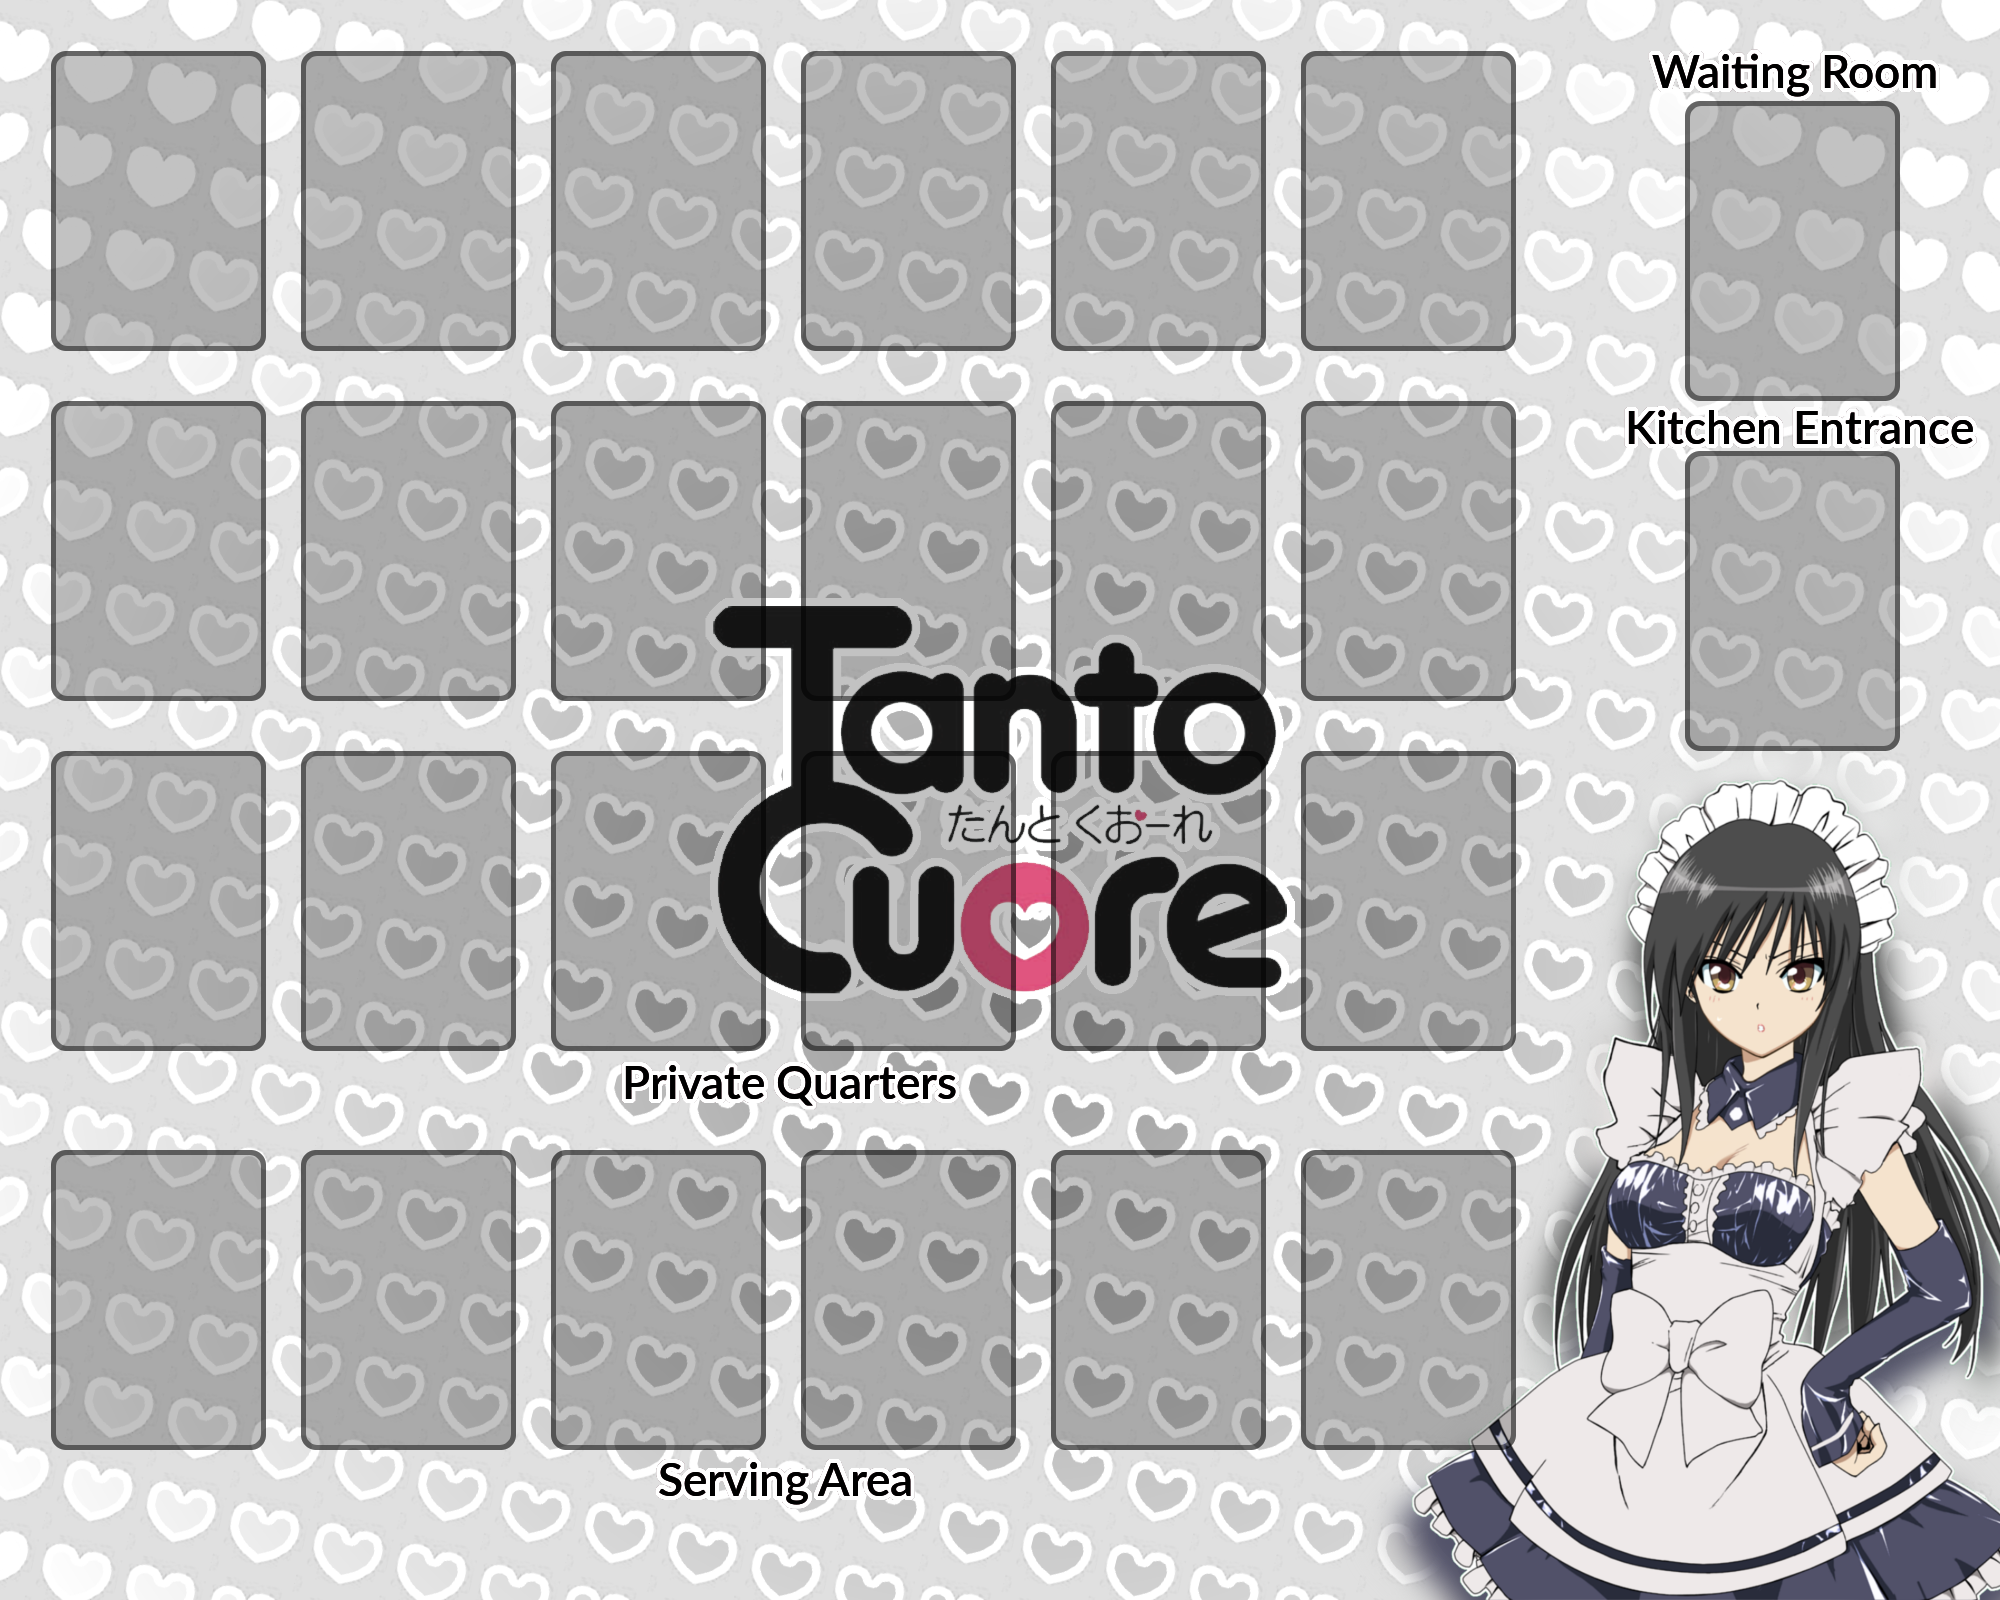 Waiting Room
Kitchen Entrance
Tanto
たんとくおーれ
Cuore
Private Quarters
Serving Area